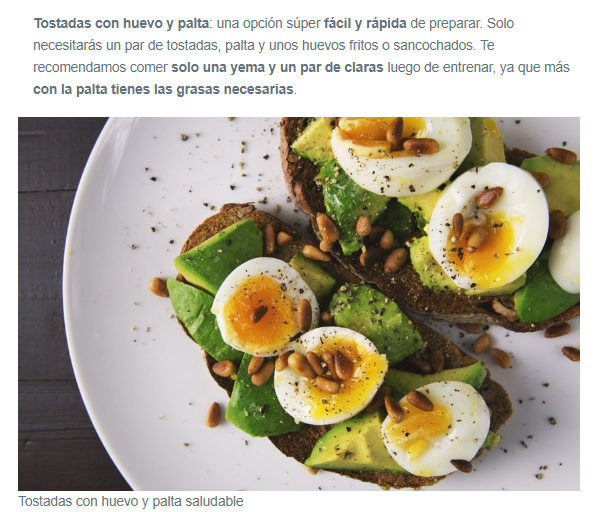 Tostadas con huevo y palta: una opción súper fácil y rápida de preparar. Solo
necesitarás un par de tostadas, palta y unos huevos fritos o sancochados. Te
recomendamos comer solo una yema y un par de claras luego de entrenar, ya que más
con la palta tienes las grasas necesarias.
Tostadas con huevo y palta saludable